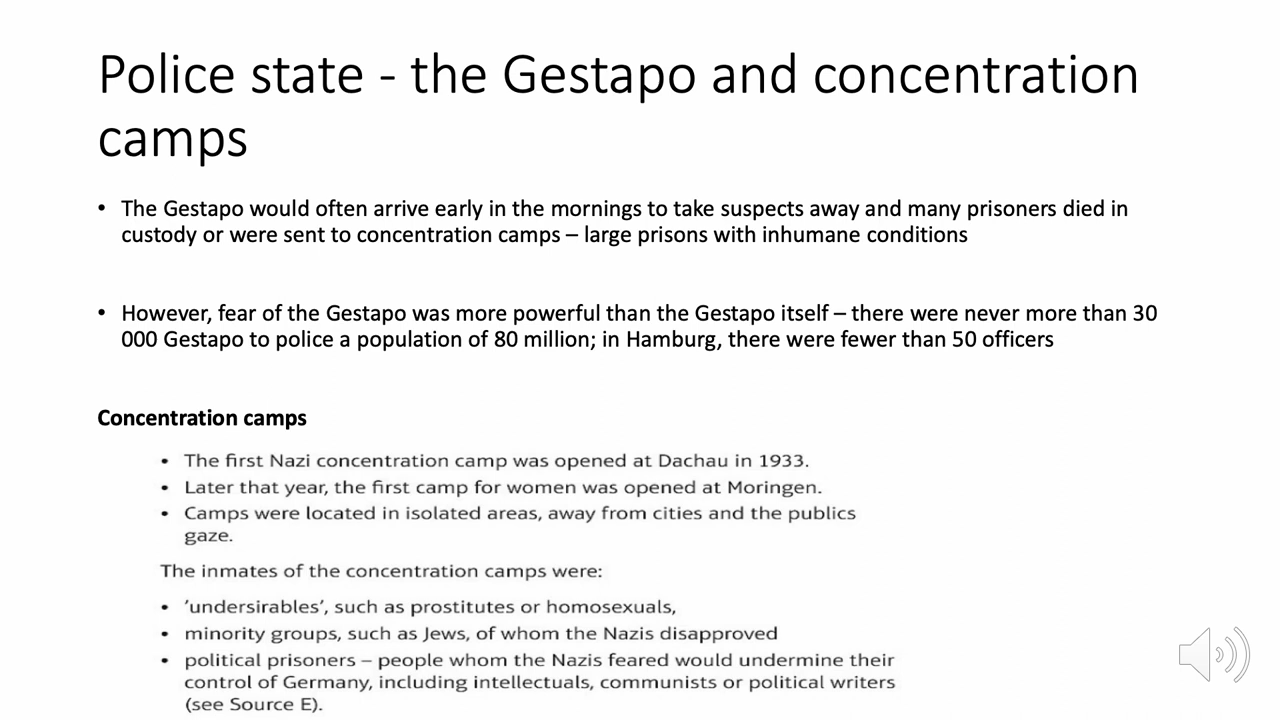 Police state - the Gestapo and concentration
camps
• The Gestapo would often arrive early in the mornings to take suspects away and many prisoners died in
custody or were sent to concentration camps – large prisons with inhumane conditions
• However, fear of the Gestapo was more powerful than the Gestapo itself – there were never more than 30
000 Gestapo to police a population of 80 million; in Hamburg, there were fewer than 50 officers
Concentration camps
• The first Nazi concentration camp was opened at Dachau in 1933.
• Later that year, the first camp for women was opened at Moringen.
• Camps were located in isolated areas, away from cities and the publics
gaze.
The inmates of the concentration camps were:
• 'undersirables', such as prostitutes or homosexuals,
• minority groups, such as Jews, of whom the Nazis disapproved
• political prisoners – people whom the Nazis feared would undermine their
control of Germany, including intellectuals, communists or political writers
(see Source E).